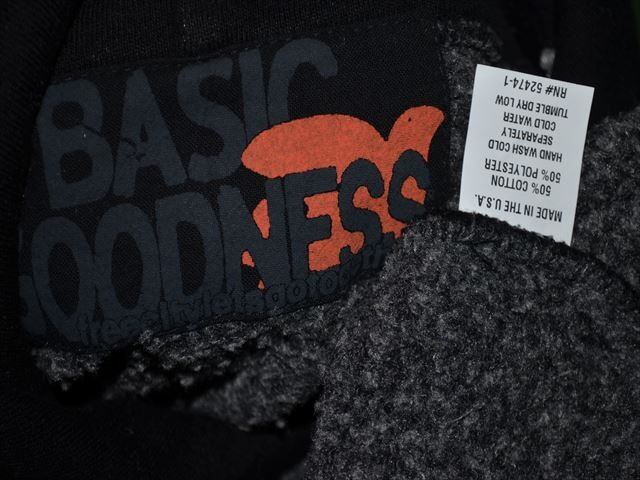 BASIC
GOODNESS
freecityletsgoto
MADE IN THE U.S.A.
50% COTTON
50% POLYESTER
HAND WASH COLD
SEPARATELY
COLD WATER
TUMBLE DRY LOW
RN# 52474-1